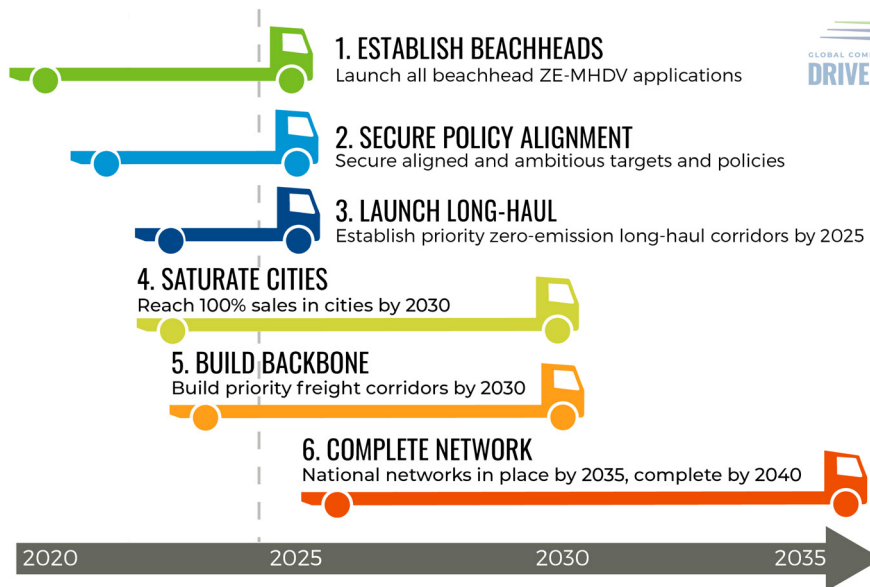 1. ESTABLISH BEACHHEADS
Launch all beachhead ZE-MHDV applications
GLOBAL COM
DRIVE
2. SECURE POLICY ALIGNMENT
Secure aligned and ambitious targets and policies
3. LAUNCH LONG-HAUL
Establish priority zero-emission long-haul corridors by 2025
4. SATURATE CITIES
Reach 100% sales in cities by 2030
5. BUILD BACKBONE
Build priority freight corridors by 2030
6. COMPLETE NETWORK
National networks in place by 2035, complete by 2040
2020 2025 2030 2035